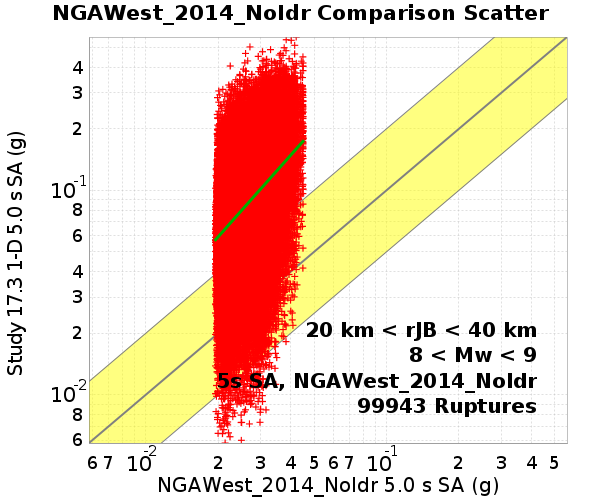 NGAWest_2014_NoIdr Comparison Scatter
Study 17.3 1-D 5.0 s SA (g)
4
3
2
10-1
8
6
4
3
2
10-2
8
6
20 km < rJB < 40 km
8 < Mw < 9
5s SA, NGAWest_2014_NoIdr
99943 Ruptures
6 7 10-2 2 3 4 5 6 7 10-1 2 3 4 5
NGAWest_2014_NoIdr 5.0 s SA (g)